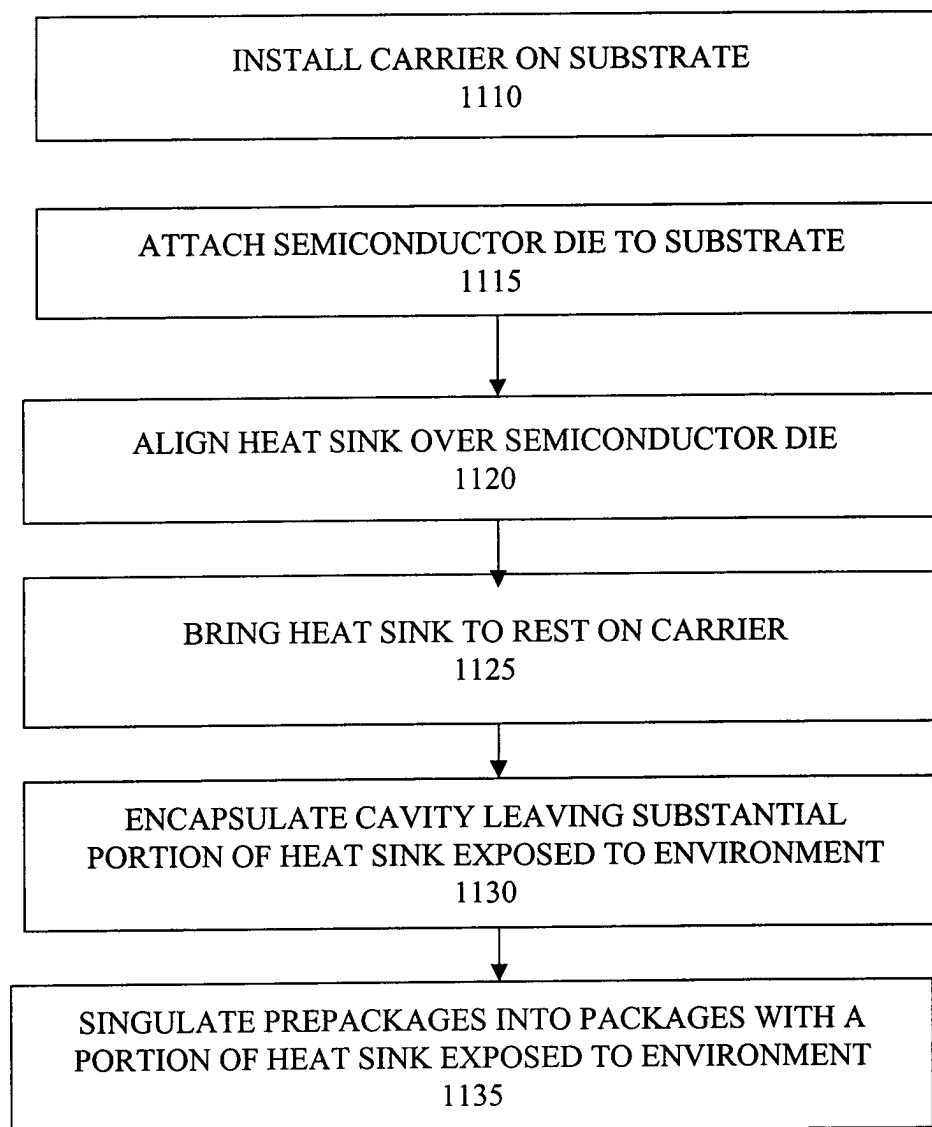 INSTALL CARRIER ON SUBSTRATE
1110
ATTACH SEMICONDUCTOR DIE TO SUBSTRATE
1115
ALIGN HEAT SINK OVER SEMICONDUCTOR DIE
1120
BRING HEAT SINK TO REST ON CARRIER
1125
ENCAPSULATE CAVITY LEAVING SUBSTANTIAL
PORTION OF HEAT SINK EXPOSED TO ENVIRONMENT
1130
SINGULATE PREPACKAGES INTO PACKAGES WITH A
PORTION OF HEAT SINK EXPOSED TO ENVIRONMENT
1135